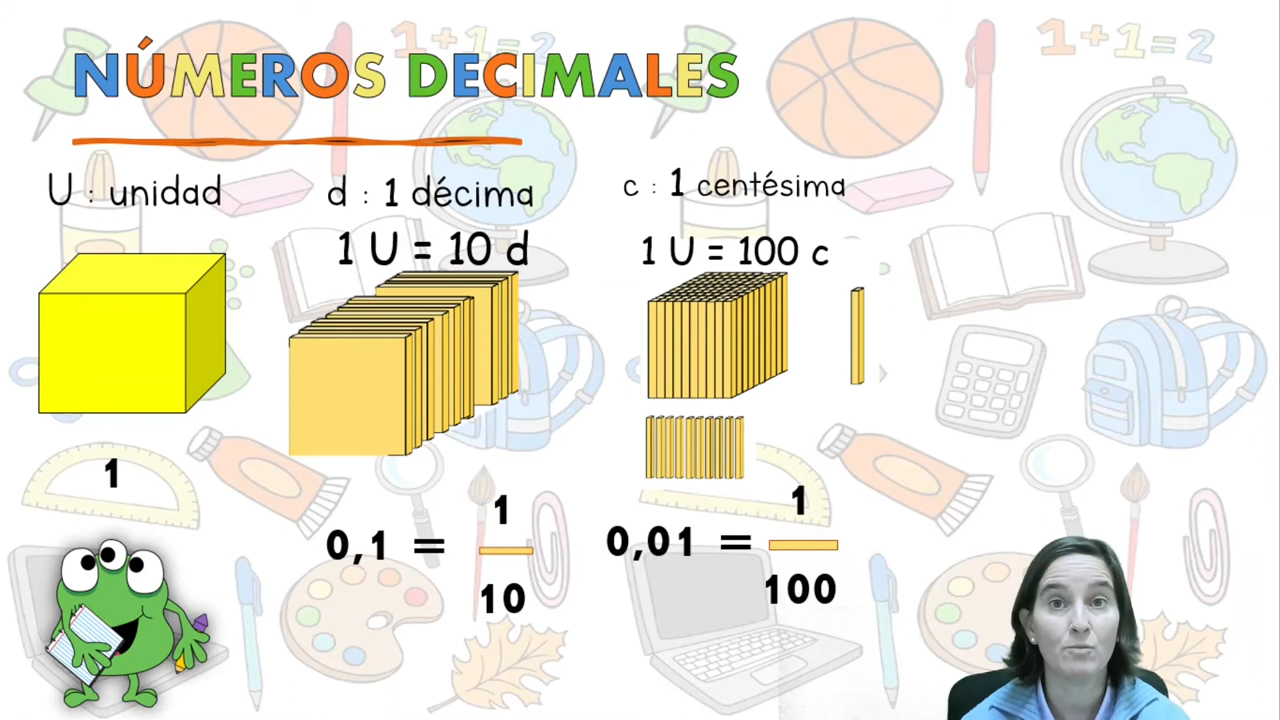 NÚMEROS DECIMALES
1+1=2
1+1=2
U : unidad
d : 1 décima
c : 1 centésima
1 U = 10 d
1 U = 100 c
1
0,1 = 1
10
0,01 = 1
100